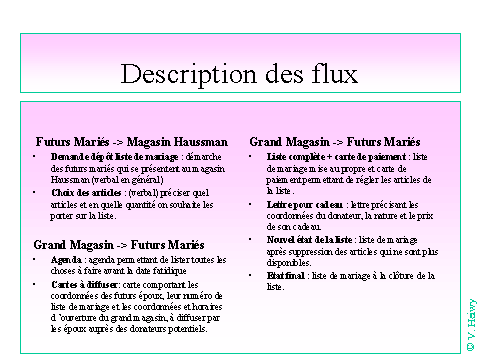 Description des flux
Futurs Mariés -> Magasin Haussman
• Demande dépôt liste de mariage : démarche
des futurs mariés qui se présentent au magasin
Haussman (verbal en général)
• Choix des articles : (verbal) préciser quel
articles et en quelle quantité on souhaite les
porter sur la liste.
Grand Magasin -> Futurs Mariés
• Agenda : agenda permettant de lister toutes les
choses à faire avant la date fatidique
• Cartes à diffuser: carte comportant les
coordonnées des futurs époux, leur numéro de
liste de mariage et les coordonnées et horaires
d ’ouverture du grand magasin, à diffuser par
les époux auprès des donateurs potentiels.
Grand Magasin -> Futurs Mariés
• Liste complète + carte de paiement : liste
de mariage mise au propre et carte de
paiement permettant de régler les articles de
la liste .
• Lettre pour cadeau : lettre précisant les
coordonnées du donateur, la nature et le prix
de son cadeau.
• Nouvel état de la liste : liste de mariage
après suppression des articles qui ne sont plus
disponibles.
• Etat final : liste de mariage à la clôture de la
liste.
© V. Heiwy